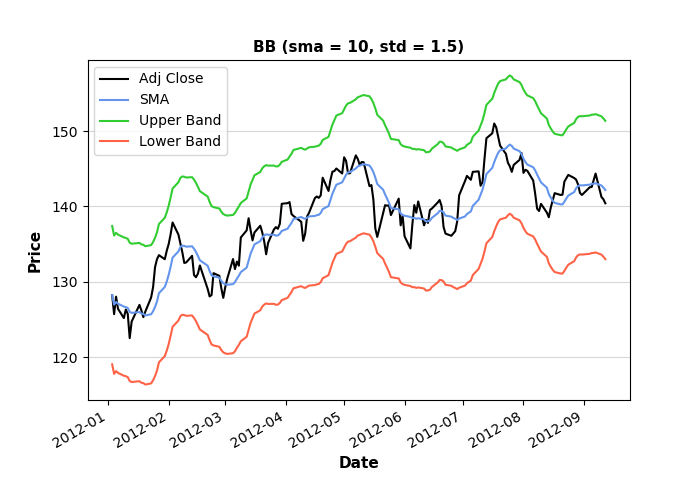 BB (sma = 10, std = 1.5)
Adj Close
SMA
Upper Band
Lower Band
150
140
130
120
Price
2012-01
2012-02
2012-03
2012-04
2012-05
2012-06
2012-07
2012-08
2012-09
Date